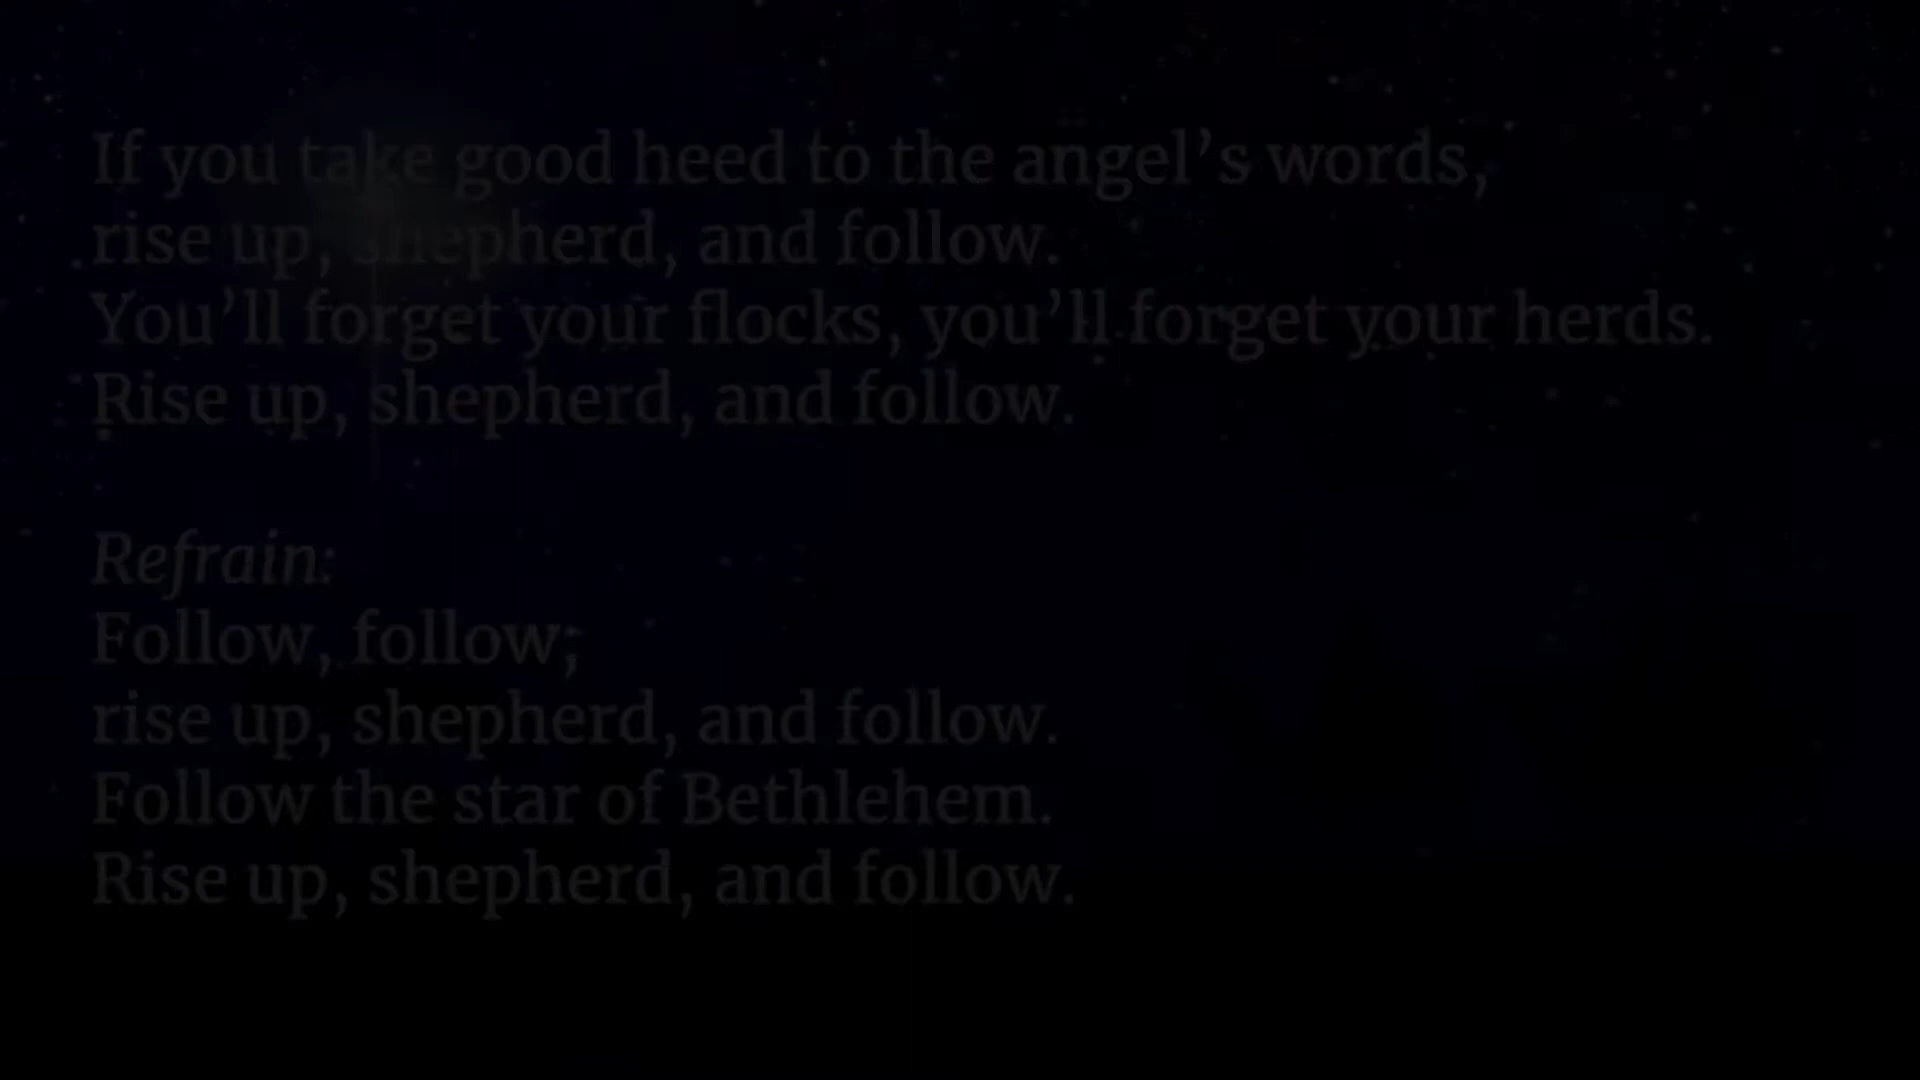 If you take good heed to the angel’s words,
rise up, shepherd, and follow.
You’ll forget your flocks, you’ll forget your herds.
Rise up, shepherd, and follow.
Refrain:
Follow, follow;
rise up, shepherd, and follow.
Follow the star of Bethlehem.
Rise up, shepherd, and follow.